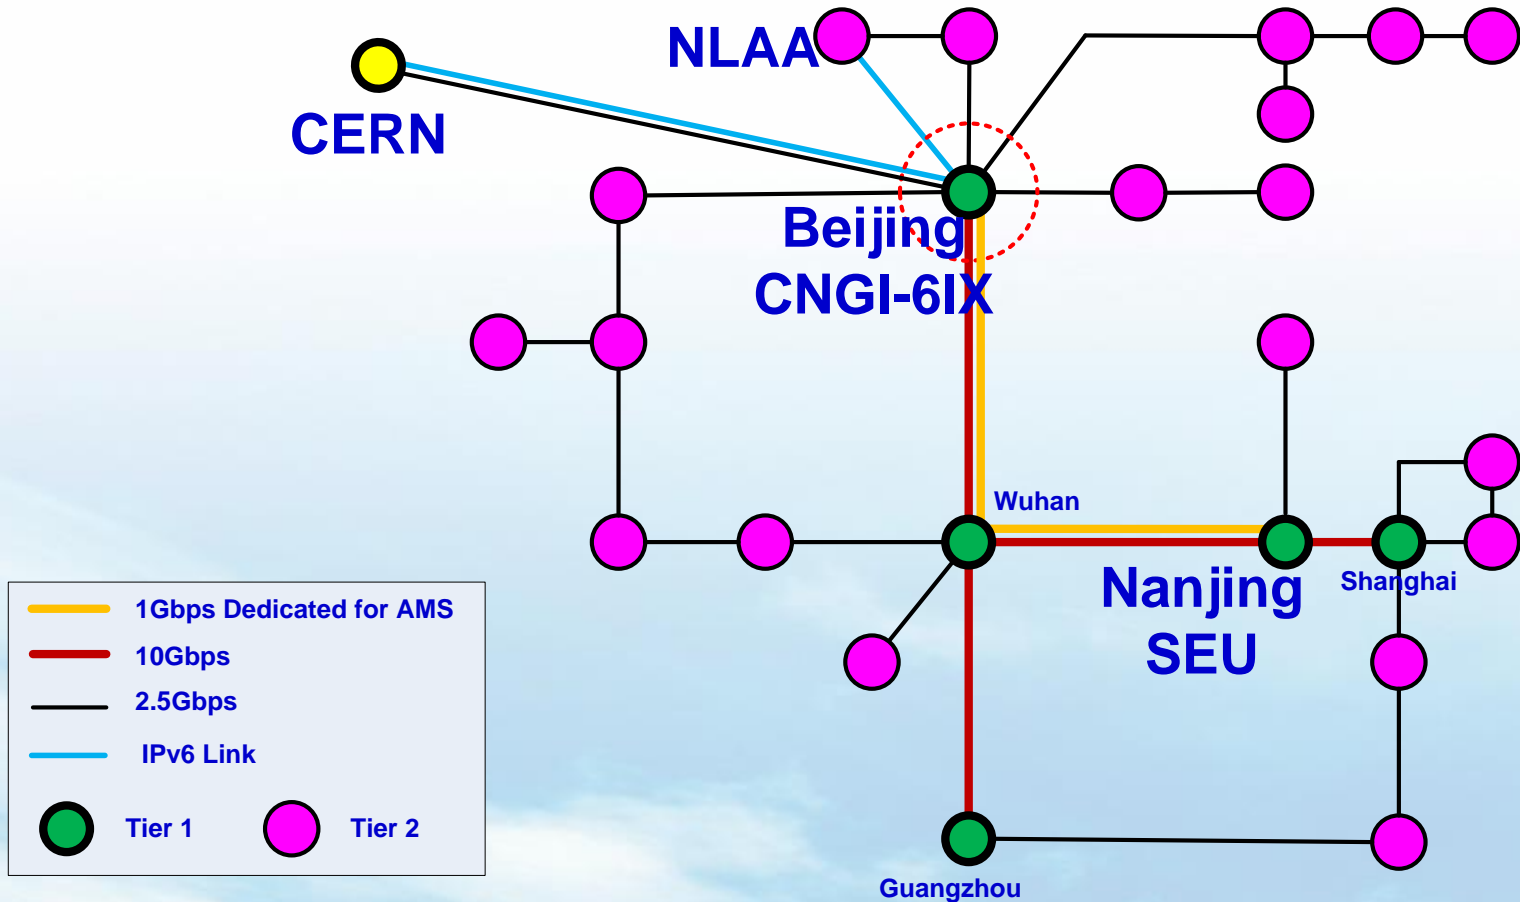 NLAA
CERN
Beijing
CNGI-6IX
Wuhan
Nanjing
SEU
Shanghai
1Gbps Dedicated for AMS
10Gbps
2.5Gbps
IPv6 Link
Tier 1
Tier 2
Guangzhou